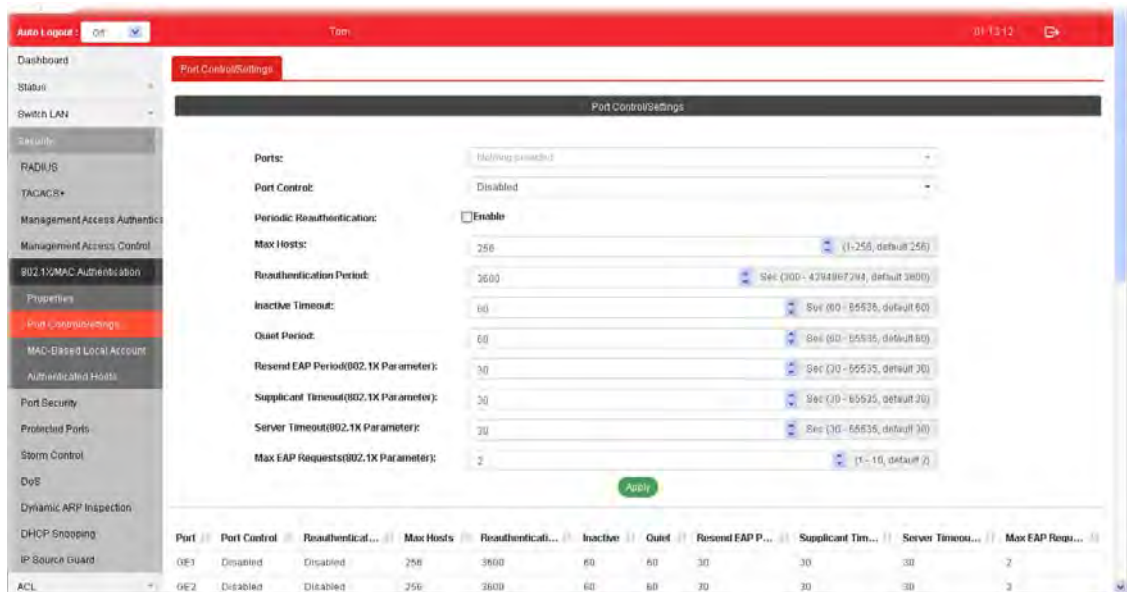 Auto Logout : Off Tom 01:13:12
Dashboard
Status
Switch LAN
Security
RADIUS
TACACS+
Management Access Authentica
Management Access Control
802.1X/MAC Authentication
Properties
Port Control/Settings
MAC-Based Local Account
Authenticated Hosts
Port Security
Protected Ports
Storm Control
DoS
Dynamic ARP Inspection
DHCP Snooping
IP Source Guard
ACL
Port Control/Settings
Port Control/Settings
Ports: Nothing selected
Port Control: Disabled
Periodic Reauthentication: Enable
Max Hosts: 256 (1-256, default 256)
Reauthentication Period: 3600 Sec (300 - 4294967294, default 3600)
Inactive Timeout: 60 Sec (60 - 65535, default 60)
Quiet Period: 60 Sec (60 - 65535, default 60)
Resend EAP Period(802.1X Parameter): 30 Sec (30 - 65535, default 30)
Supplicant Timeout(802.1X Parameter): 30 Sec (30 - 65535, default 30)
Server Timeout(802.1X Parameter): 30 Sec (30 - 65535, default 30)
Max EAP Requests(802.1X Parameter): 2 (1 - 10, default 2)
Apply
Port Port Control Reauthenticat... Max Hosts Reauthenticati... Inactive Quiet Resend EAP P... Supplicant Tim... Server Timeou... Max EAP Requ...
GE1 Disabled Disabled 256 3600 60 60 30 30 30 2
GE2 Disabled Disabled 256 3600 60 60 30 30 30 2